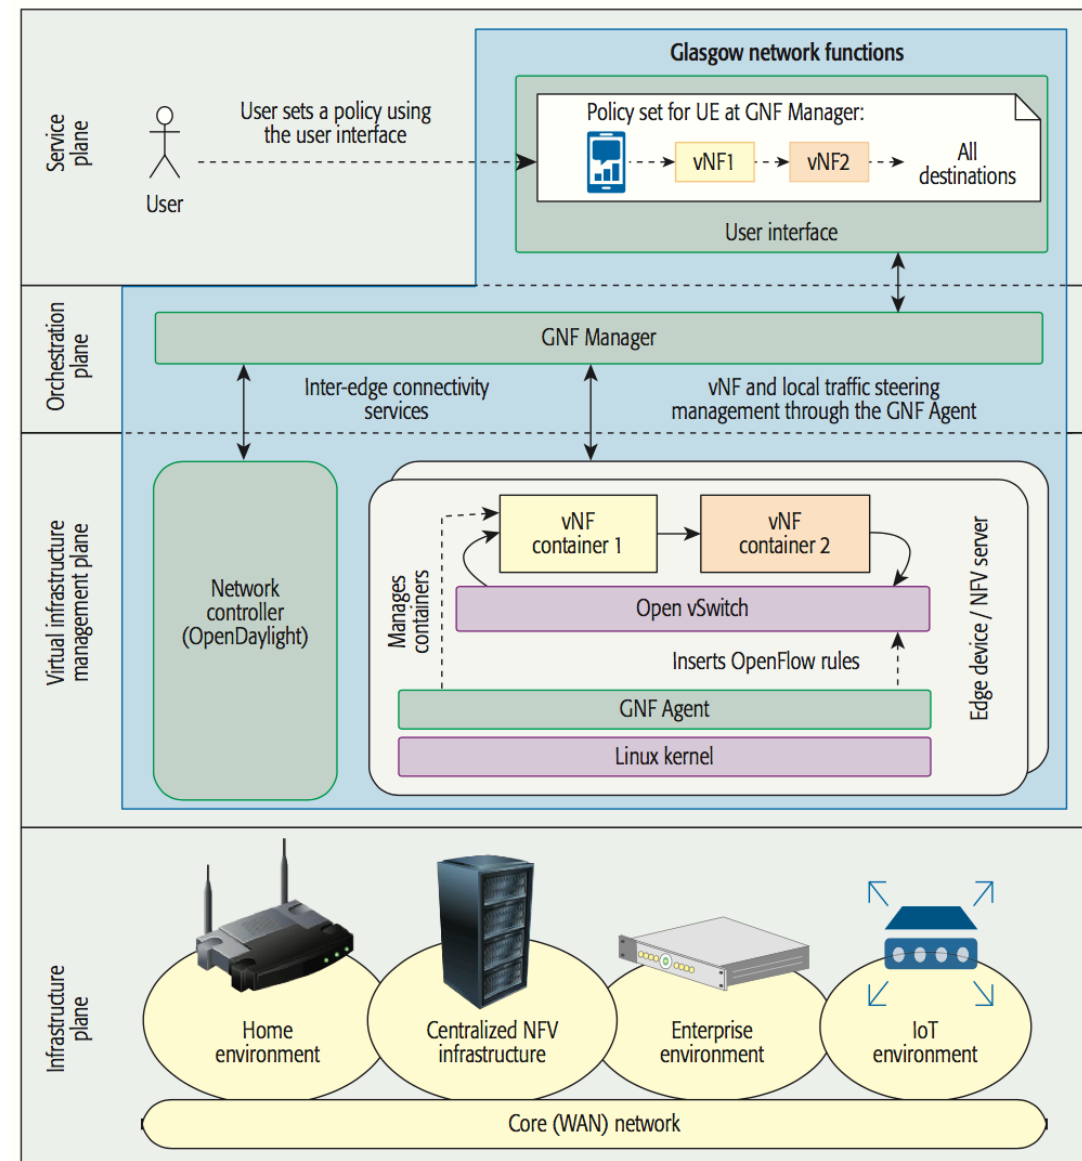 Glasgow network functions
Service
plane
User sets a policy using
the user interface
User
Policy set for UE at GNF Manager:
vNF1
vNF2
All
destinations
User interface
Orchestration
plane
GNF Manager
Inter-edge connectivity
services
vNF and local traffic steering
management through the GNF Agent
Virtual infrastructure
management plane
Network
controller
(OpenDaylight)
Manages
containers
vNF
container 1
vNF
container 2
Open vSwitch
Inserts OpenFlow rules
GNF Agent
Linux kernel
Edge device / NFV server
Infrastructure
plane
Home
environment
Centralized NFV
infrastructure
Enterprise
environment
IoT
environment
Core (WAN) network